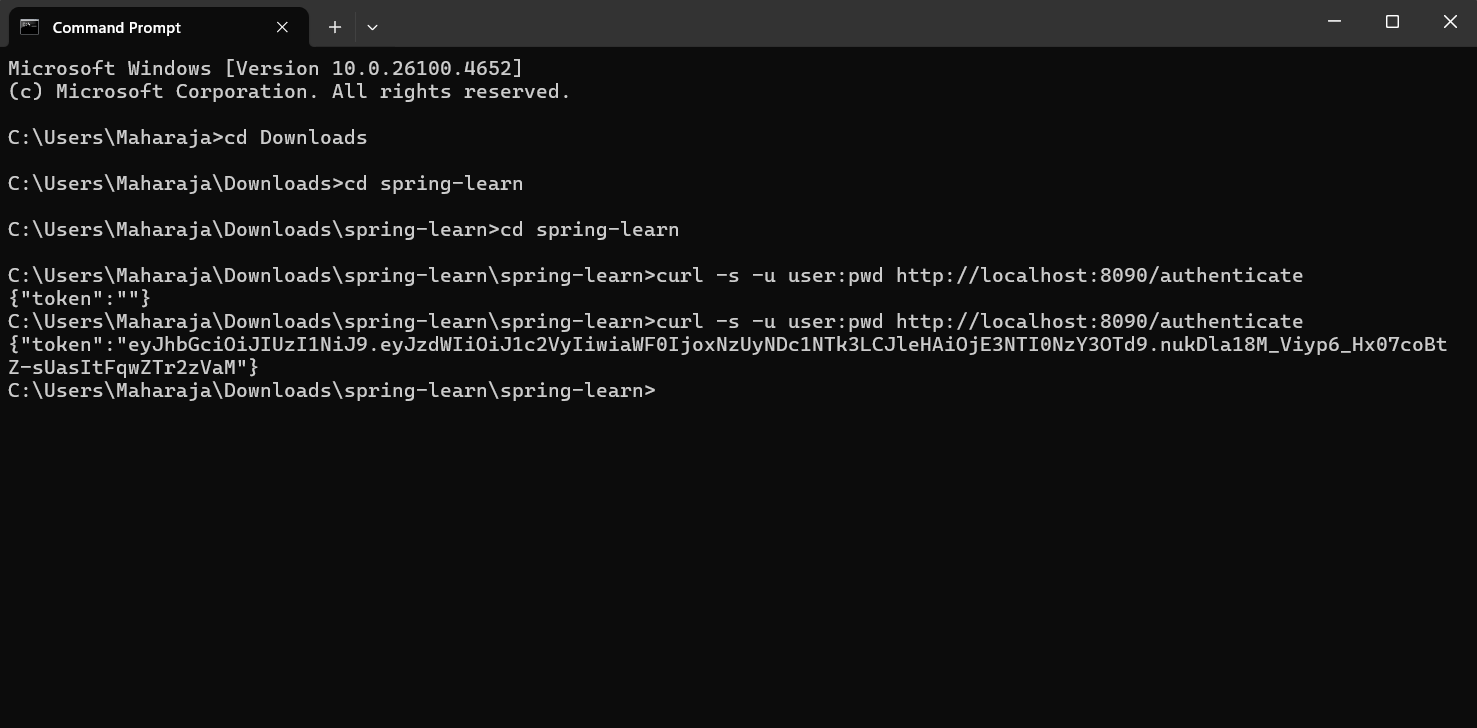 Command Prompt
Microsoft Windows [Version 10.0.26100.4652]
(c) Microsoft Corporation. All rights reserved.
C:\Users\Maharaja>cd Downloads
C:\Users\Maharaja\Downloads>cd spring-learn
C:\Users\Maharaja\Downloads\spring-learn>cd spring-learn
C:\Users\Maharaja\Downloads\spring-learn\spring-learn>curl -s -u user:pwd http://localhost:8090/authenticate
{"token":""}
C:\Users\Maharaja\Downloads\spring-learn\spring-learn>curl -s -u user:pwd http://localhost:8090/authenticate
{"token":"eyJhbGciOiJIUzI1NiJ9.eyJzdWIiOiJ1c2VyIiwiaWF0IjoxNzUyNDc1NTk3LCJleHAiOjE3NTI0NzY3OTd9.nukDla18M_Viyp6_Hx07coBt
Z-sUasItFqwZTr2zVaM"}
C:\Users\Maharaja\Downloads\spring-learn\spring-learn>